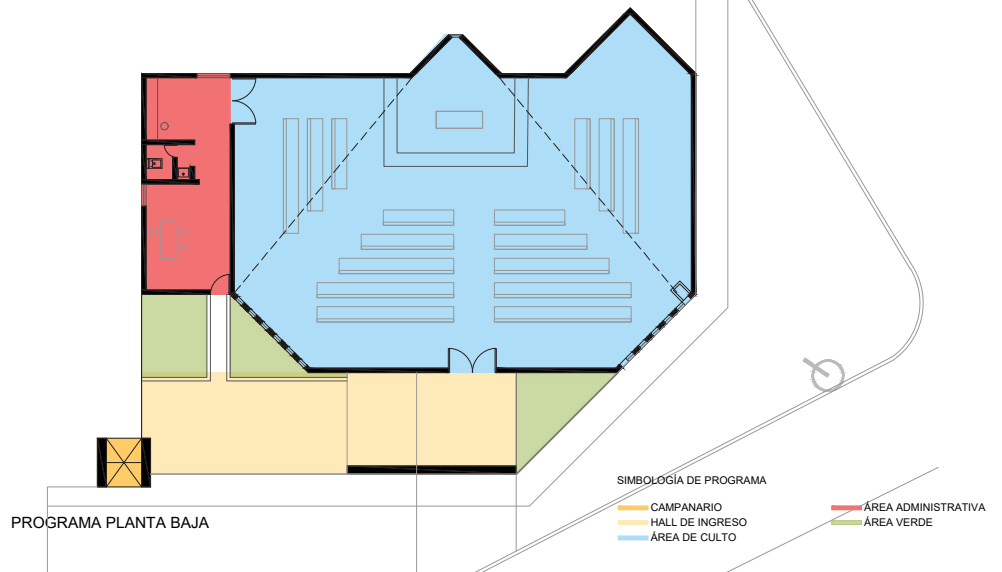 SIMBOLOGÍA DE PROGRAMA
CAMPANARIO
HALL DE INGRESO
ÁREA DE CULTO
ÁREA ADMINISTRATIVA
ÁREA VERDE
PROGRAMA PLANTA BAJA